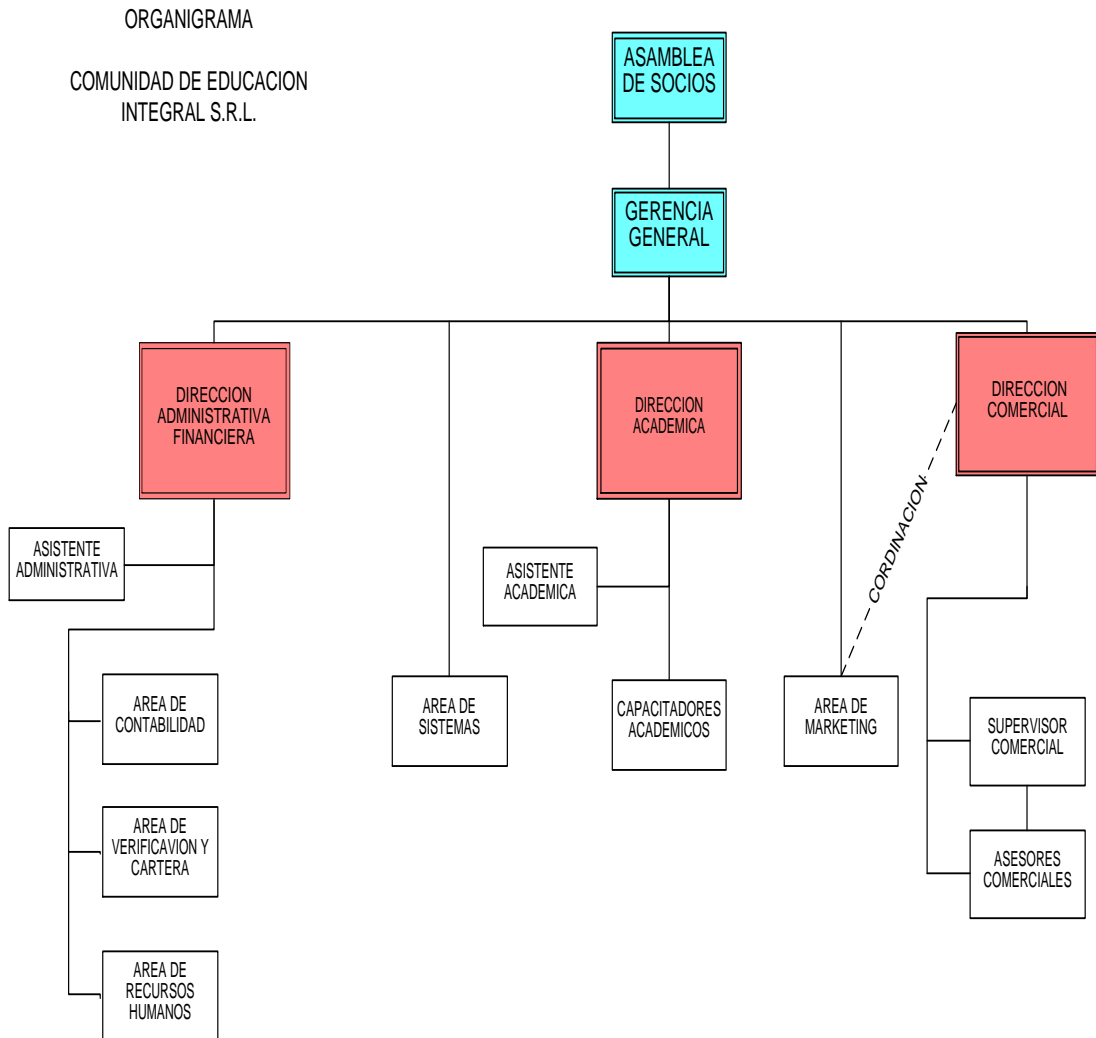 ORGANIGRAMA
COMUNIDAD DE EDUCACION
INTEGRAL S.R.L.
ASAMBLEA
DE SOCIOS
GERENCIA
GENERAL
DIRECCION
ADMINISTRATIVA
FINANCIERA
DIRECCION
ACADEMICA
DIRECCION
COMERCIAL
CORDINACION
ASISTENTE
ADMINISTRATIVA
ASISTENTE
ACADEMICA
AREA DE
CONTABILIDAD
AREA DE
SISTEMAS
CAPACITADORES
ACADEMICOS
AREA DE
MARKETING
SUPERVISOR
COMERCIAL
AREA DE
VERIFICAVION Y
CARTERA
ASESORES
COMERCIALES
AREA DE
RECURSOS
HUMANOS